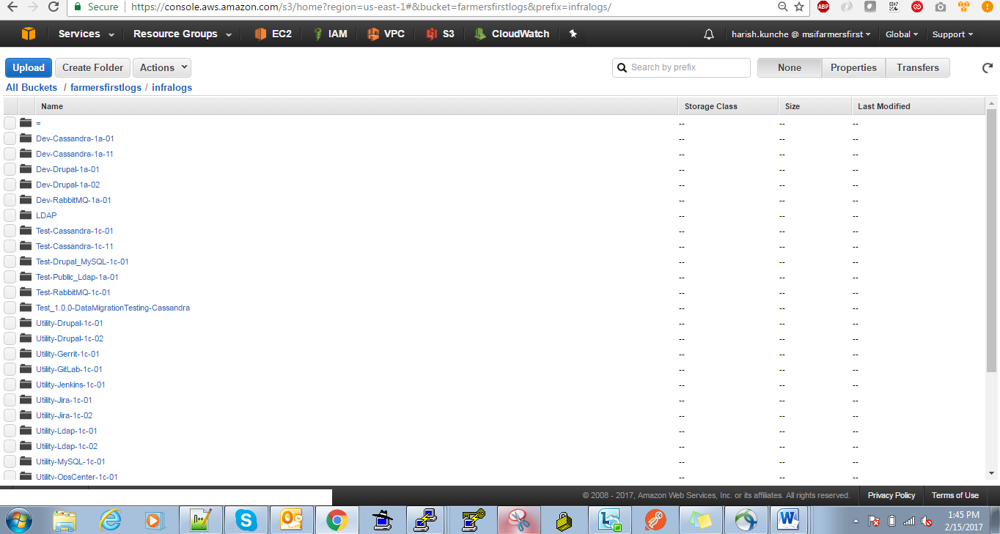 Secure https://console.aws.amazon.com/s3/home?region=us-east-1#&bucket=farmersfirstlogs&prefix=infralogs/ ABP
Services Resource Groups EC2 IAM VPC S3 CloudWatch harish.kunche @ msifarmersfirst Global Support
Upload Create Folder Actions Search by prefix None Properties Transfers
All Buckets / farmersfirstlogs / infralogs
Name Storage Class Size Last Modified
= -- -- --
Dev-Cassandra-1a-01 -- -- --
Dev-Cassandra-1a-11 -- -- --
Dev-Drupal-1a-01 -- -- --
Dev-Drupal-1a-02 -- -- --
Dev-RabbitMQ-1a-01 -- -- --
LDAP -- -- --
Test-Cassandra-1c-01 -- -- --
Test-Cassandra-1c-11 -- -- --
Test-Drupal_MySQL-1c-01 -- -- --
Test-Public_Ldap-1a-01 -- -- --
Test-RabbitMQ-1c-01 -- -- --
Test_1.0.0-DataMigrationTesting-Cassandra -- -- --
Utility-Drupal-1c-01 -- -- --
Utility-Drupal-1c-02 -- -- --
Utility-Gerrit-1c-01 -- -- --
Utility-GitLab-1c-01 -- -- --
Utility-Jenkins-1c-01 -- -- --
Utility-Jira-1c-01 -- -- --
Utility-Jira-1c-02 -- -- --
Utility-Ldap-1c-01 -- -- --
Utility-Ldap-1c-02 -- -- --
Utility-MySQL-1c-01 -- -- --
Utility-OpsCenter-1c-01 -- -- --
© 2008 - 2017, Amazon Web Services, Inc. or its affiliates. All rights reserved. Privacy Policy Terms of Use
1:45 PM
2/15/2017